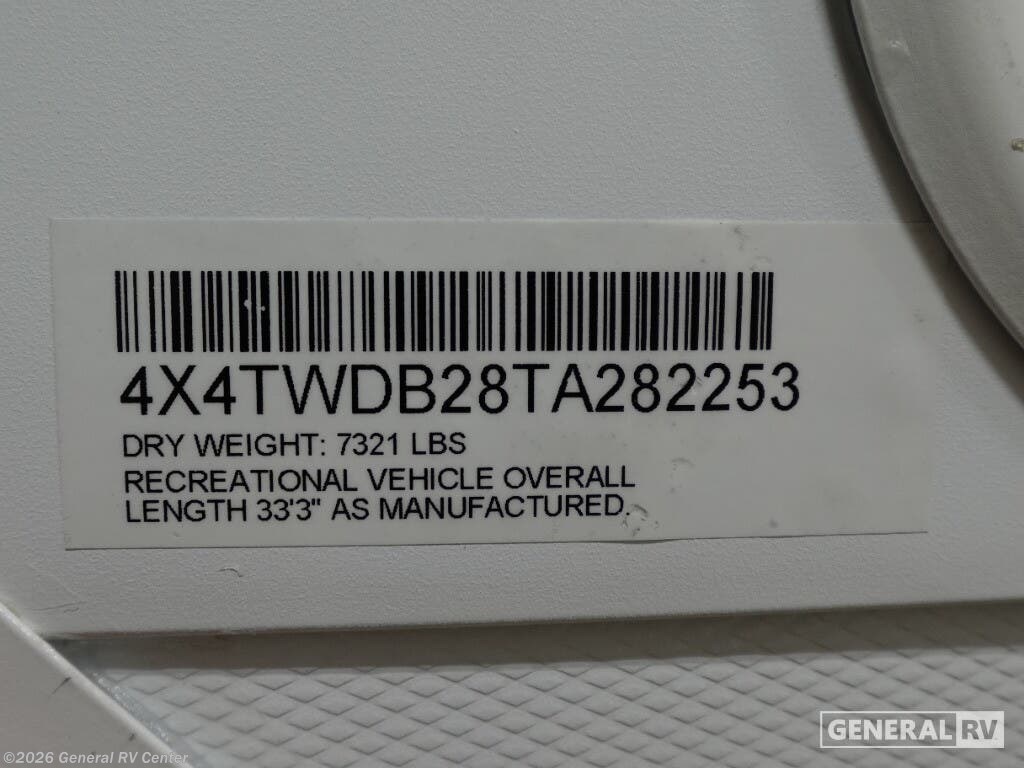 4X4TWDB28TA282253
DRY WEIGHT: 7321 LBS
RECREATIONAL VEHICLE OVERALL
LENGTH 33'3" AS MANUFACTURED.
GENERAL RV
©2026 General RV Center